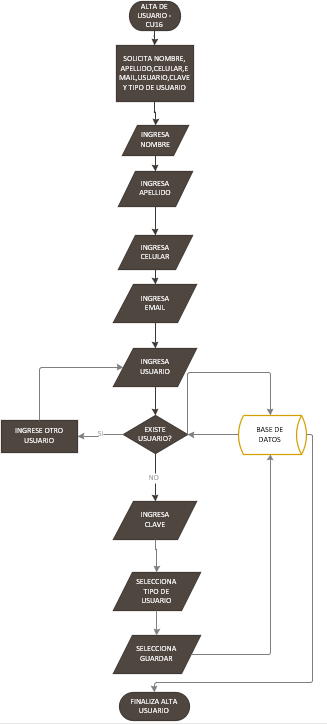 ALTA DE
USUARIO -
CU16
SOLICITA NOMBRE,
APELLIDO,CELULAR,E
MAIL,USUARIO,CLAVE
Y TIPO DE USUARIO
INGRESA
NOMBRE
INGRESA
APELLIDO
INGRESA
CELULAR
INGRESA
EMAIL
INGRESA
USUARIO
INGRESE OTRO
USUARIO
SI
EXISTE
USUARIO?
BASE DE
DATOS
NO
INGRESA
CLAVE
SELECCIONA
TIPO DE
USUARIO
SELECCIONA
GUARDAR
FINALIZA ALTA
USUARIO